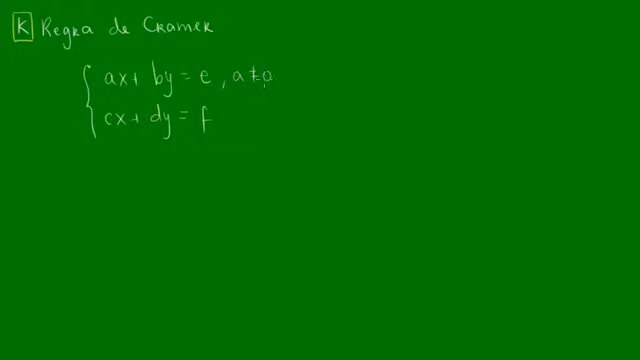 K Regra de Cramer
ax + by = e , a ≠ 0
cx + dy = f